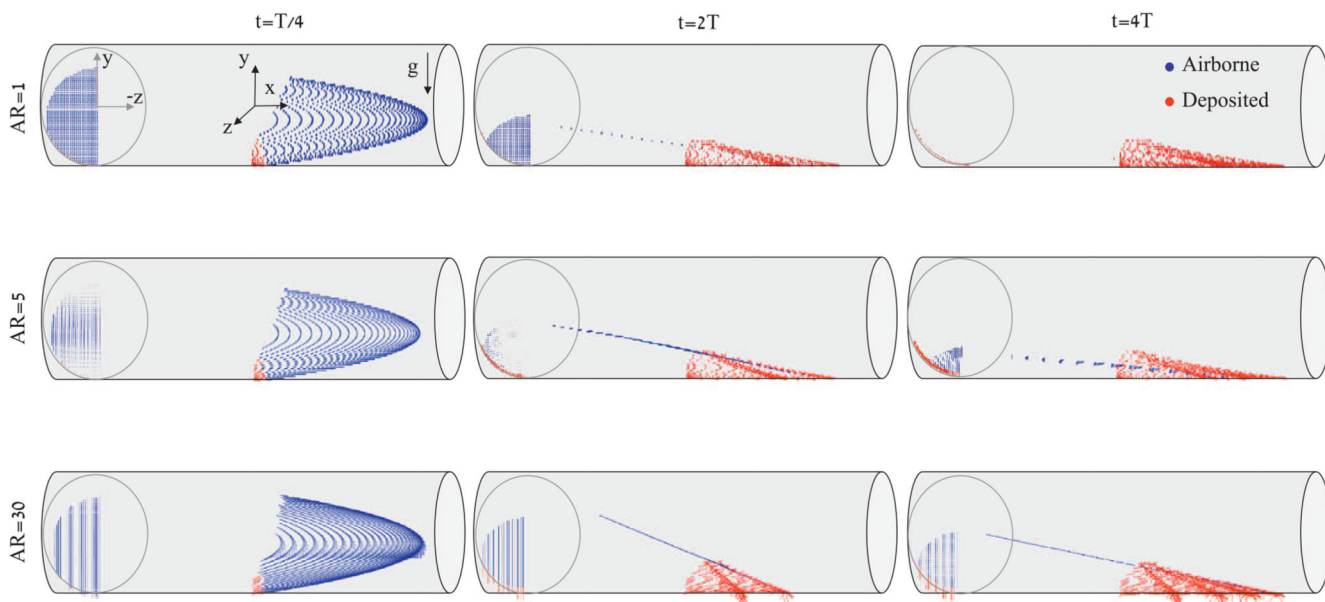 t=T/4
t=2T
t=4T
AR=1
y
-z
y
x
z
g
Airborne
Deposited
AR=5
AR=30